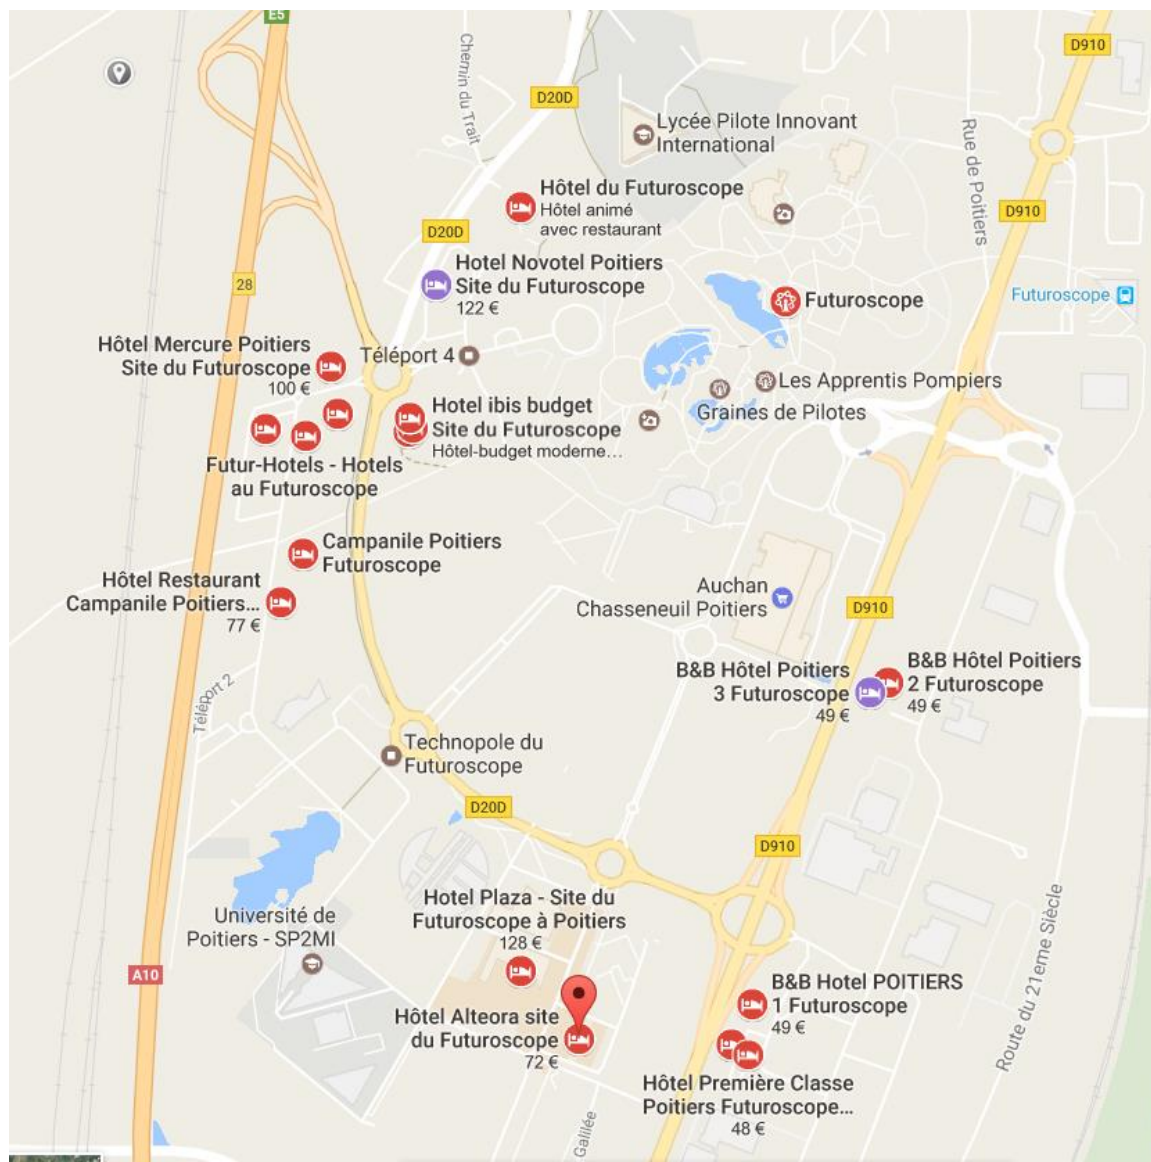 E5
D910
Chemin du Trait
D20D
Lycée Pilote Innovant
International
Rue de Poitiers
Hôtel du Futuroscope
Hôtel animé
avec restaurant
D910
D20D
Hotel Novotel Poitiers
Site du Futuroscope
122 €
28
Futuroscope
Futuroscope
Hôtel Mercure Poitiers
Site du Futuroscope
100 €
Téléport 4
Les Apprentis Pompiers
Graines de Pilotes
Hotel ibis budget
Site du Futuroscope
Hôtel-budget moderne…
Futur-Hotels - Hotels
au Futuroscope
Campanile Poitiers
Futuroscope
Hôtel Restaurant
Campanile Poitiers...
77 €
Auchan
Chasseneuil Poitiers
D910
B&B Hôtel Poitiers
3 Futuroscope
49 €
B&B Hôtel Poitiers
2 Futuroscope
49 €
Téléport 2
Technopole du
Futuroscope
D20D
D910
Hotel Plaza - Site du
Futuroscope à Poitiers
128 €
Université de
Poitiers - SP2MI
Route du 21eme Siècle
A10
B&B Hotel POITIERS
1 Futuroscope
49 €
Hôtel Alteora site
du Futuroscope
72 €
Hôtel Première Classe
Poitiers Futuroscope...
48 €
Galilée